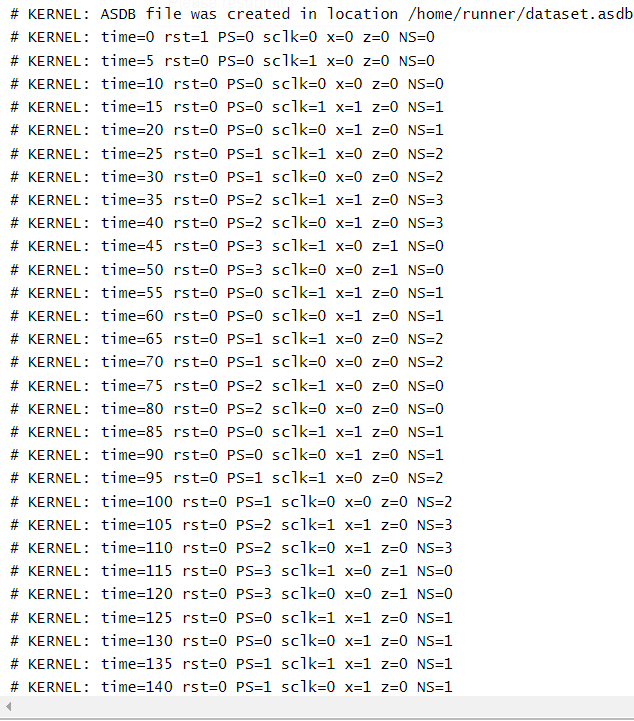 # KERNEL: ASDB file was created in location /home/runner/dataset.asdb
# KERNEL: time=0 rst=1 PS=0 sclk=0 x=0 z=0 NS=0
# KERNEL: time=5 rst=0 PS=0 sclk=1 x=0 z=0 NS=0
# KERNEL: time=10 rst=0 PS=0 sclk=0 x=0 z=0 NS=0
# KERNEL: time=15 rst=0 PS=0 sclk=1 x=1 z=0 NS=1
# KERNEL: time=20 rst=0 PS=0 sclk=0 x=1 z=0 NS=1
# KERNEL: time=25 rst=0 PS=1 sclk=1 x=0 z=0 NS=2
# KERNEL: time=30 rst=0 PS=1 sclk=0 x=0 z=0 NS=2
# KERNEL: time=35 rst=0 PS=2 sclk=1 x=1 z=0 NS=3
# KERNEL: time=40 rst=0 PS=2 sclk=0 x=1 z=0 NS=3
# KERNEL: time=45 rst=0 PS=3 sclk=1 x=0 z=1 NS=0
# KERNEL: time=50 rst=0 PS=3 sclk=0 x=0 z=1 NS=0
# KERNEL: time=55 rst=0 PS=0 sclk=1 x=1 z=0 NS=1
# KERNEL: time=60 rst=0 PS=0 sclk=0 x=1 z=0 NS=1
# KERNEL: time=65 rst=0 PS=1 sclk=1 x=0 z=0 NS=2
# KERNEL: time=70 rst=0 PS=1 sclk=0 x=0 z=0 NS=2
# KERNEL: time=75 rst=0 PS=2 sclk=1 x=0 z=0 NS=0
# KERNEL: time=80 rst=0 PS=2 sclk=0 x=0 z=0 NS=0
# KERNEL: time=85 rst=0 PS=0 sclk=1 x=1 z=0 NS=1
# KERNEL: time=90 rst=0 PS=0 sclk=0 x=1 z=0 NS=1
# KERNEL: time=95 rst=0 PS=1 sclk=1 x=0 z=0 NS=2
# KERNEL: time=100 rst=0 PS=1 sclk=0 x=0 z=0 NS=2
# KERNEL: time=105 rst=0 PS=2 sclk=1 x=1 z=0 NS=3
# KERNEL: time=110 rst=0 PS=2 sclk=0 x=1 z=0 NS=3
# KERNEL: time=115 rst=0 PS=3 sclk=1 x=0 z=1 NS=0
# KERNEL: time=120 rst=0 PS=3 sclk=0 x=0 z=1 NS=0
# KERNEL: time=125 rst=0 PS=0 sclk=1 x=1 z=0 NS=1
# KERNEL: time=130 rst=0 PS=0 sclk=0 x=1 z=0 NS=1
# KERNEL: time=135 rst=0 PS=1 sclk=1 x=1 z=0 NS=1
# KERNEL: time=140 rst=0 PS=1 sclk=0 x=1 z=0 NS=1